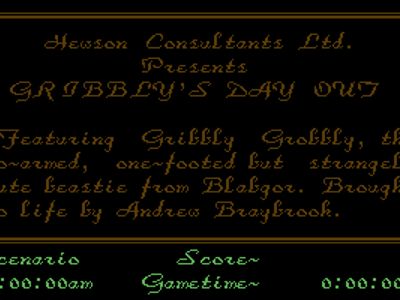 Hewson Consultants Ltd.
Presents
GRIBBLY'S DAY OUT
Featuring Gribbly Grobbly, th
o~armed, one~footed but strangel
ute beastie from Blabgor. Brough
o life by Andrew Braybrook.
cenario Score~
:00:00am Gametime~ 0:00:00